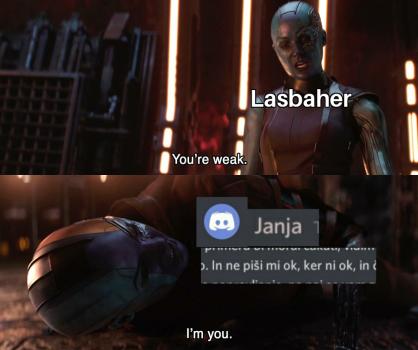 Lasbaher
You're weak.
Janja
. In ne piši mi ok, ker ni ok, in
I'm you.